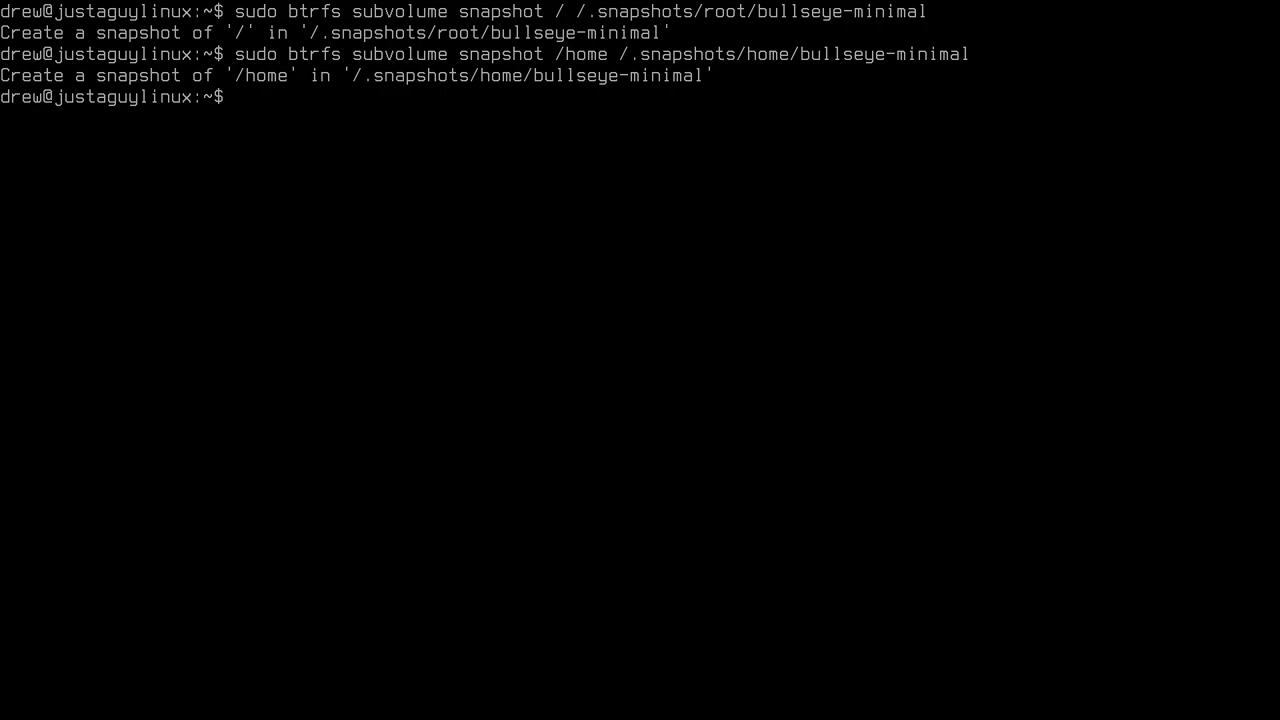 drew@justaguylinux:~$ sudo btrfs subvolume snapshot / /.snapshots/root/bullseye-minimal
Create a snapshot of '/' in '/.snapshots/root/bullseye-minimal'
drew@justaguylinux:~$ sudo btrfs subvolume snapshot /home /.snapshots/home/bullseye-minimal
Create a snapshot of '/home' in '/.snapshots/home/bullseye-minimal'
drew@justaguylinux:~$